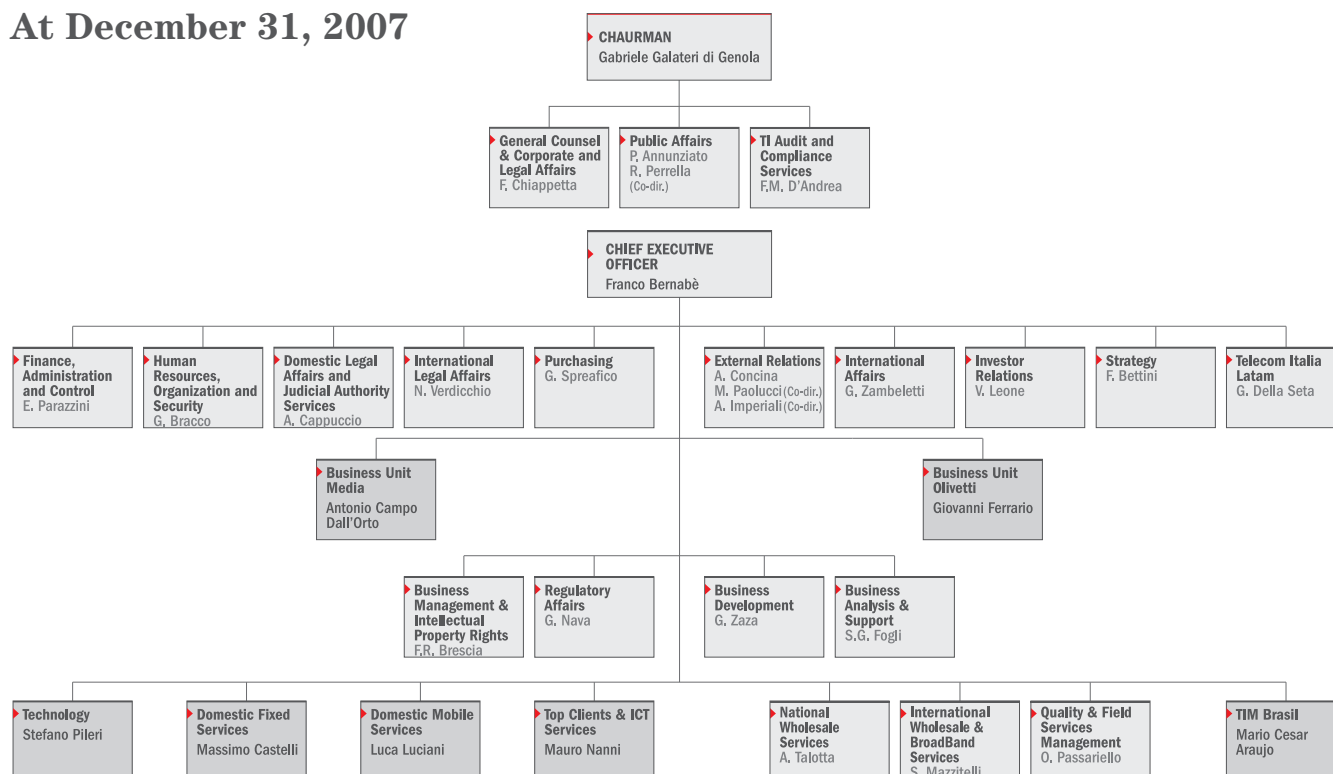 At December 31, 2007
CHAURMAN
Gabriele Galateri di Genola
General Counsel
& Corporate and
Legal Affairs
F. Chiappetta
Public Affairs
P. Annunziato
R. Perrella
(Co-dir.)
TI Audit and
Compliance
Services
F.M. D'Andrea
CHIEF EXECUTIVE
OFFICER
Franco Bernabè
Finance,
Administration
and Control
E. Parazzini
Human
Resources,
Organization and
Security
G. Bracco
Domestic Legal
Affairs and
Judicial Authority
Services
A. Cappuccio
International
Legal Affairs
N. Verdicchio
Purchasing
G. Spreafico
External Relations
A. Concina
M. Paolucci (Co-dir.)
A. Imperiali (Co-dir.)
International
Affairs
G. Zambeletti
Investor
Relations
V. Leone
Strategy
F. Bettini
Telecom Italia
Latam
G. Della Seta
Business Unit
Media
Antonio Campo
Dall'Orto
Business Unit
Olivetti
Giovanni Ferrario
Business
Management &
Intellectual
Property Rights
F.R. Brescia
Regulatory
Affairs
G. Nava
Business
Development
G. Zaza
Business
Analysis &
Support
S.G. Fogli
Technology
Stefano Pileri
Domestic Fixed
Services
Massimo Castelli
Domestic Mobile
Services
Luca Luciani
Top Clients & ICT
Services
Mauro Nanni
National
Wholesale
Services
A. Talotta
International
Wholesale &
BroadBand
Services
S. Mazzitelli
Quality & Field
Services
Management
O. Passariello
TIM Brasil
Mario Cesar
Araujo